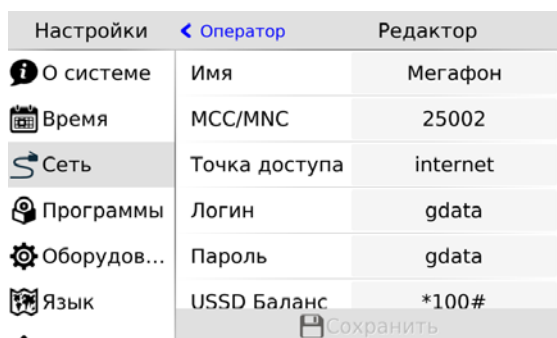 Настройки
Оператор
Редактор
О системе
Время
Сеть
Программы
Оборудов...
Язык
Имя
Мегафон
MCC/MNC
25002
Точка доступа
internet
Логин
gdata
Пароль
gdata
USSD Баланс
*100#
Сохранить